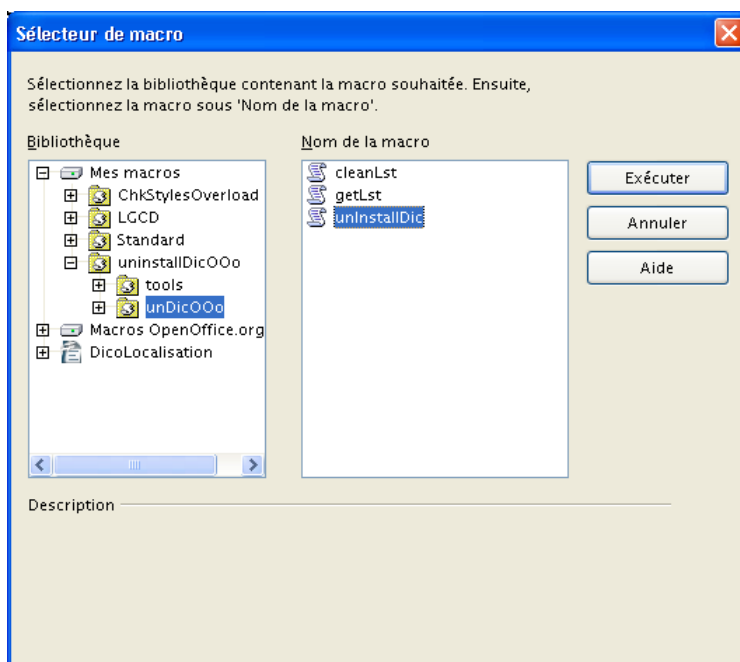 Sélecteur de macro
Sélectionnez la bibliothèque contenant la macro souhaitée. Ensuite,
sélectionnez la macro sous 'Nom de la macro'.
Bibliothèque
Nom de la macro
Mes macros
ChkStylesOverload
LGCD
Standard
uninstallDicOOo
tools
unDicOOo
Macros OpenOffice.org
DicoLocalisation
cleanLst
getLst
unInstallDic
Exécuter
Annuler
Aide
Description